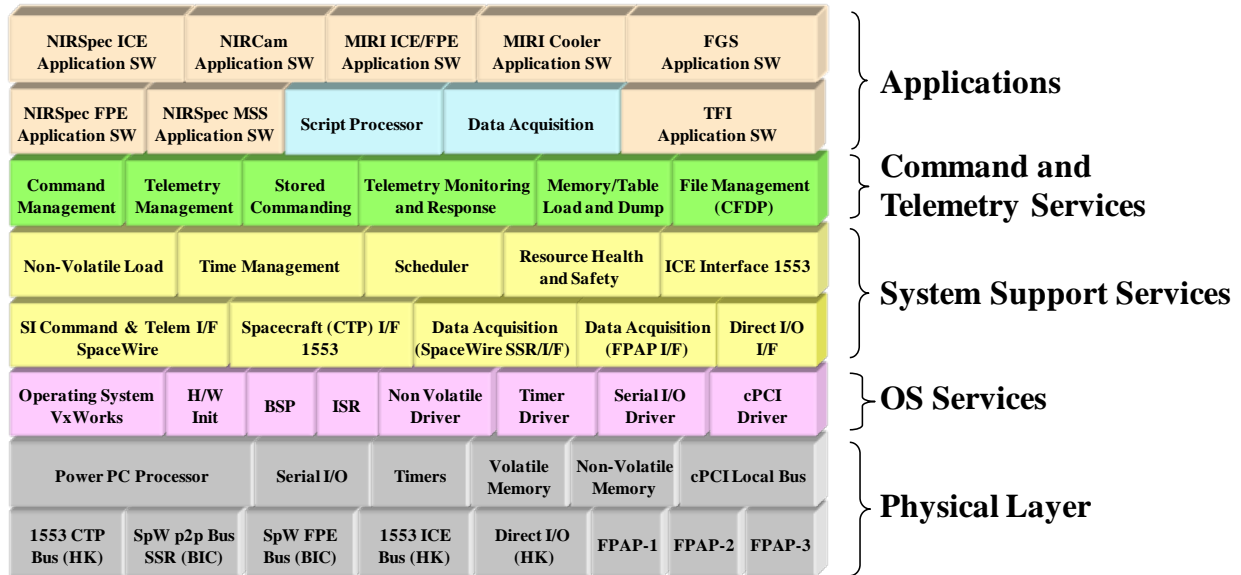 NIRSpec ICE
Application SW
NIRCam
Application SW
MIRI ICE/FPE
Application SW
MIRI Cooler
Application SW
FGS
Application SW
NIRSpec FPE
Application SW
NIRSpec MSS
Application SW
Script Processor
Data Acquisition
TFI
Application SW
Applications
Command
Management
Telemetry
Management
Stored
Commanding
Telemetry Monitoring
and Response
Memory/Table
Load and Dump
File Management
(CFDP)
Command and
Telemetry Services
Non-Volatile Load
Time Management
Scheduler
Resource Health
and Safety
ICE Interface 1553
SI Command & Telem I/F
SpaceWire
Spacecraft (CTP) I/F
1553
Data Acquisition
(SpaceWire SSR/I/F)
Data Acquisition
(FPAP I/F)
Direct I/O
I/F
System Support Services
Operating System
VxWorks
H/W
Init
BSP
ISR
Non Volatile
Driver
Timer
Driver
Serial I/O
Driver
cPCI
Driver
OS Services
Power PC Processor
Serial I/O
Timers
Volatile
Memory
Non-Volatile
Memory
cPCI Local Bus
1553 CTP
Bus (HK)
SpW p2p Bus
SSR (BIC)
SpW FPE
Bus (BIC)
1553 ICE
Bus (HK)
Direct I/O
(HK)
FPAP-1
FPAP-2
FPAP-3
Physical Layer